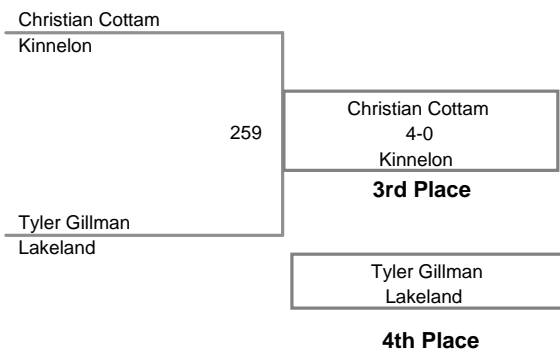 Christian Cottam
Kinnelon
259
Christian Cottam
4-0
Kinnelon
3rd Place
Tyler Gillman
Lakeland
Tyler Gillman
Lakeland
4th Place